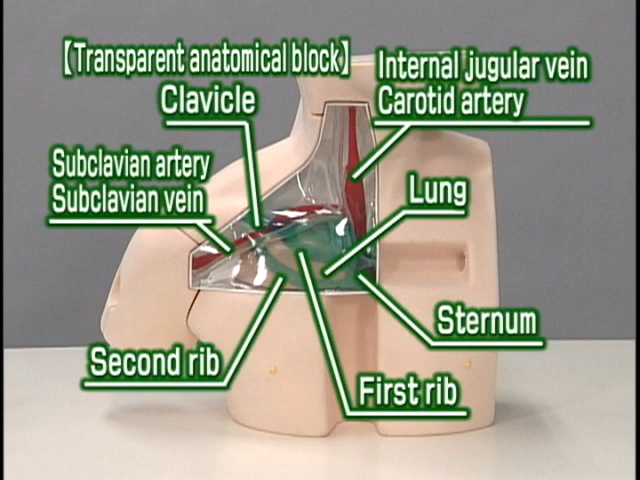 【Transparent anatomical block】
Internal jugular vein
Carotid artery
Clavicle
Subclavian artery
Subclavian vein
Lung
Sternum
Second rib
First rib